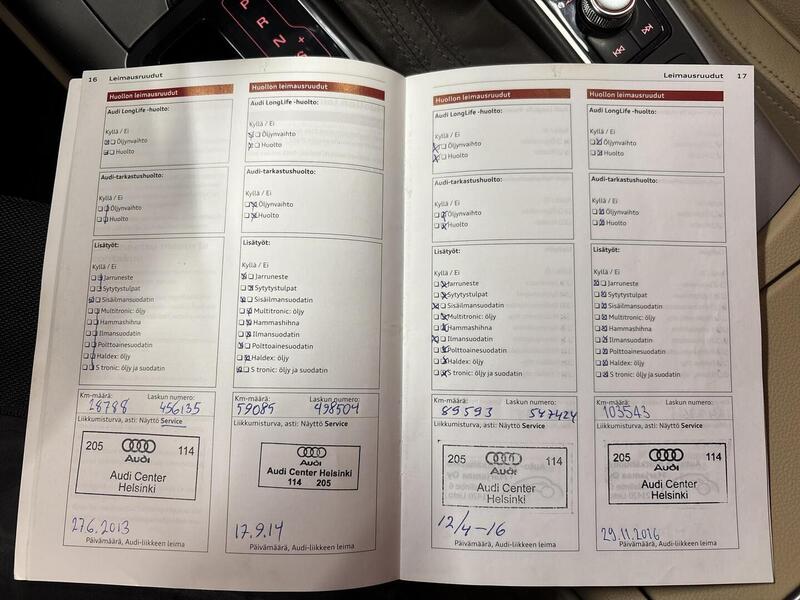 P
R
N
S
+
16 Leimausruudut
Huollon leimausruudut
Audi LongLife -huolto:
Kyllä / Ei
Öljynvaihto
Huolto
Audi-tarkastushuolto:
Kyllä / Ei
Öljynvaihto
Huolto
Lisätyöt:
Kyllä / Ei
Jarruneste
Sytytystulpat
Sisäilmansuodatin
Multitronic: öljy
Hammashihna
Ilmansuodatin
Polttoainesuodatin
Haldex: öljy
S tronic: öljy ja suodatin
Km-määrä: Laskun numero:
28788 456135
Liikkumisturva, asti: Näyttö Service
205 114
Audi
Audi Center
Helsinki
27.6.2013
Päivämäärä, Audi-liikkeen leima
Huollon leimausruudut
Audi LongLife -huolto:
Kyllä / Ei
Öljynvaihto
Huolto
Audi-tarkastushuolto:
Kyllä / Ei
Öljynvaihto
Huolto
Lisätyöt:
Kyllä / Ei
Jarruneste
Sytytystulpat
Sisäilmansuodatin
Multitronic: öljy
Hammashihna
Ilmansuodatin
Polttoainesuodatin
Haldex: öljy
S tronic: öljy ja suodatin
Km-määrä: Laskun numero:
59085 498504
Liikkumisturva, asti: Näyttö Service
Audi
Audi Center Helsinki
114 205
17.9.14
Päivämäärä, Audi-liikkeen leima
Leimausruudut 17
Huollon leimausruudut
Audi LongLife -huolto:
Kyllä / Ei
Öljynvaihto
Huolto
Audi-tarkastushuolto:
Kyllä / Ei
Öljynvaihto
Huolto
Lisätyöt:
Kyllä / Ei
Jarruneste
Sytytystulpat
Sisäilmansuodatin
Multitronic: öljy
Hammashihna
Ilmansuodatin
Polttoainesuodatin
Haldex: öljy
S tronic: öljy ja suodatin
Km-määrä: Laskun numero:
89593 547424
Liikkumisturva, asti: Näyttö Service
205 114
Audi
Audi Center
Helsinki
12/4-16
Päivämäärä, Audi-liikkeen leima
Huollon leimausruudut
Audi LongLife -huolto:
Kyllä / Ei
Öljynvaihto
Huolto
Audi-tarkastushuolto:
Kyllä / Ei
Öljynvaihto
Huolto
Lisätyöt:
Kyllä / Ei
Jarruneste
Sytytystulpat
Sisäilmansuodatin
Multitronic: öljy
Hammashihna
Ilmansuodatin
Polttoainesuodatin
Haldex: öljy
S tronic: öljy ja suodatin
Km-määrä: Laskun numero:
103543
Liikkumisturva, asti: Näyttö Service
205 114
Audi
Audi Center
Helsinki
29.11.2016
Päivämäärä, Audi-liikkeen leima